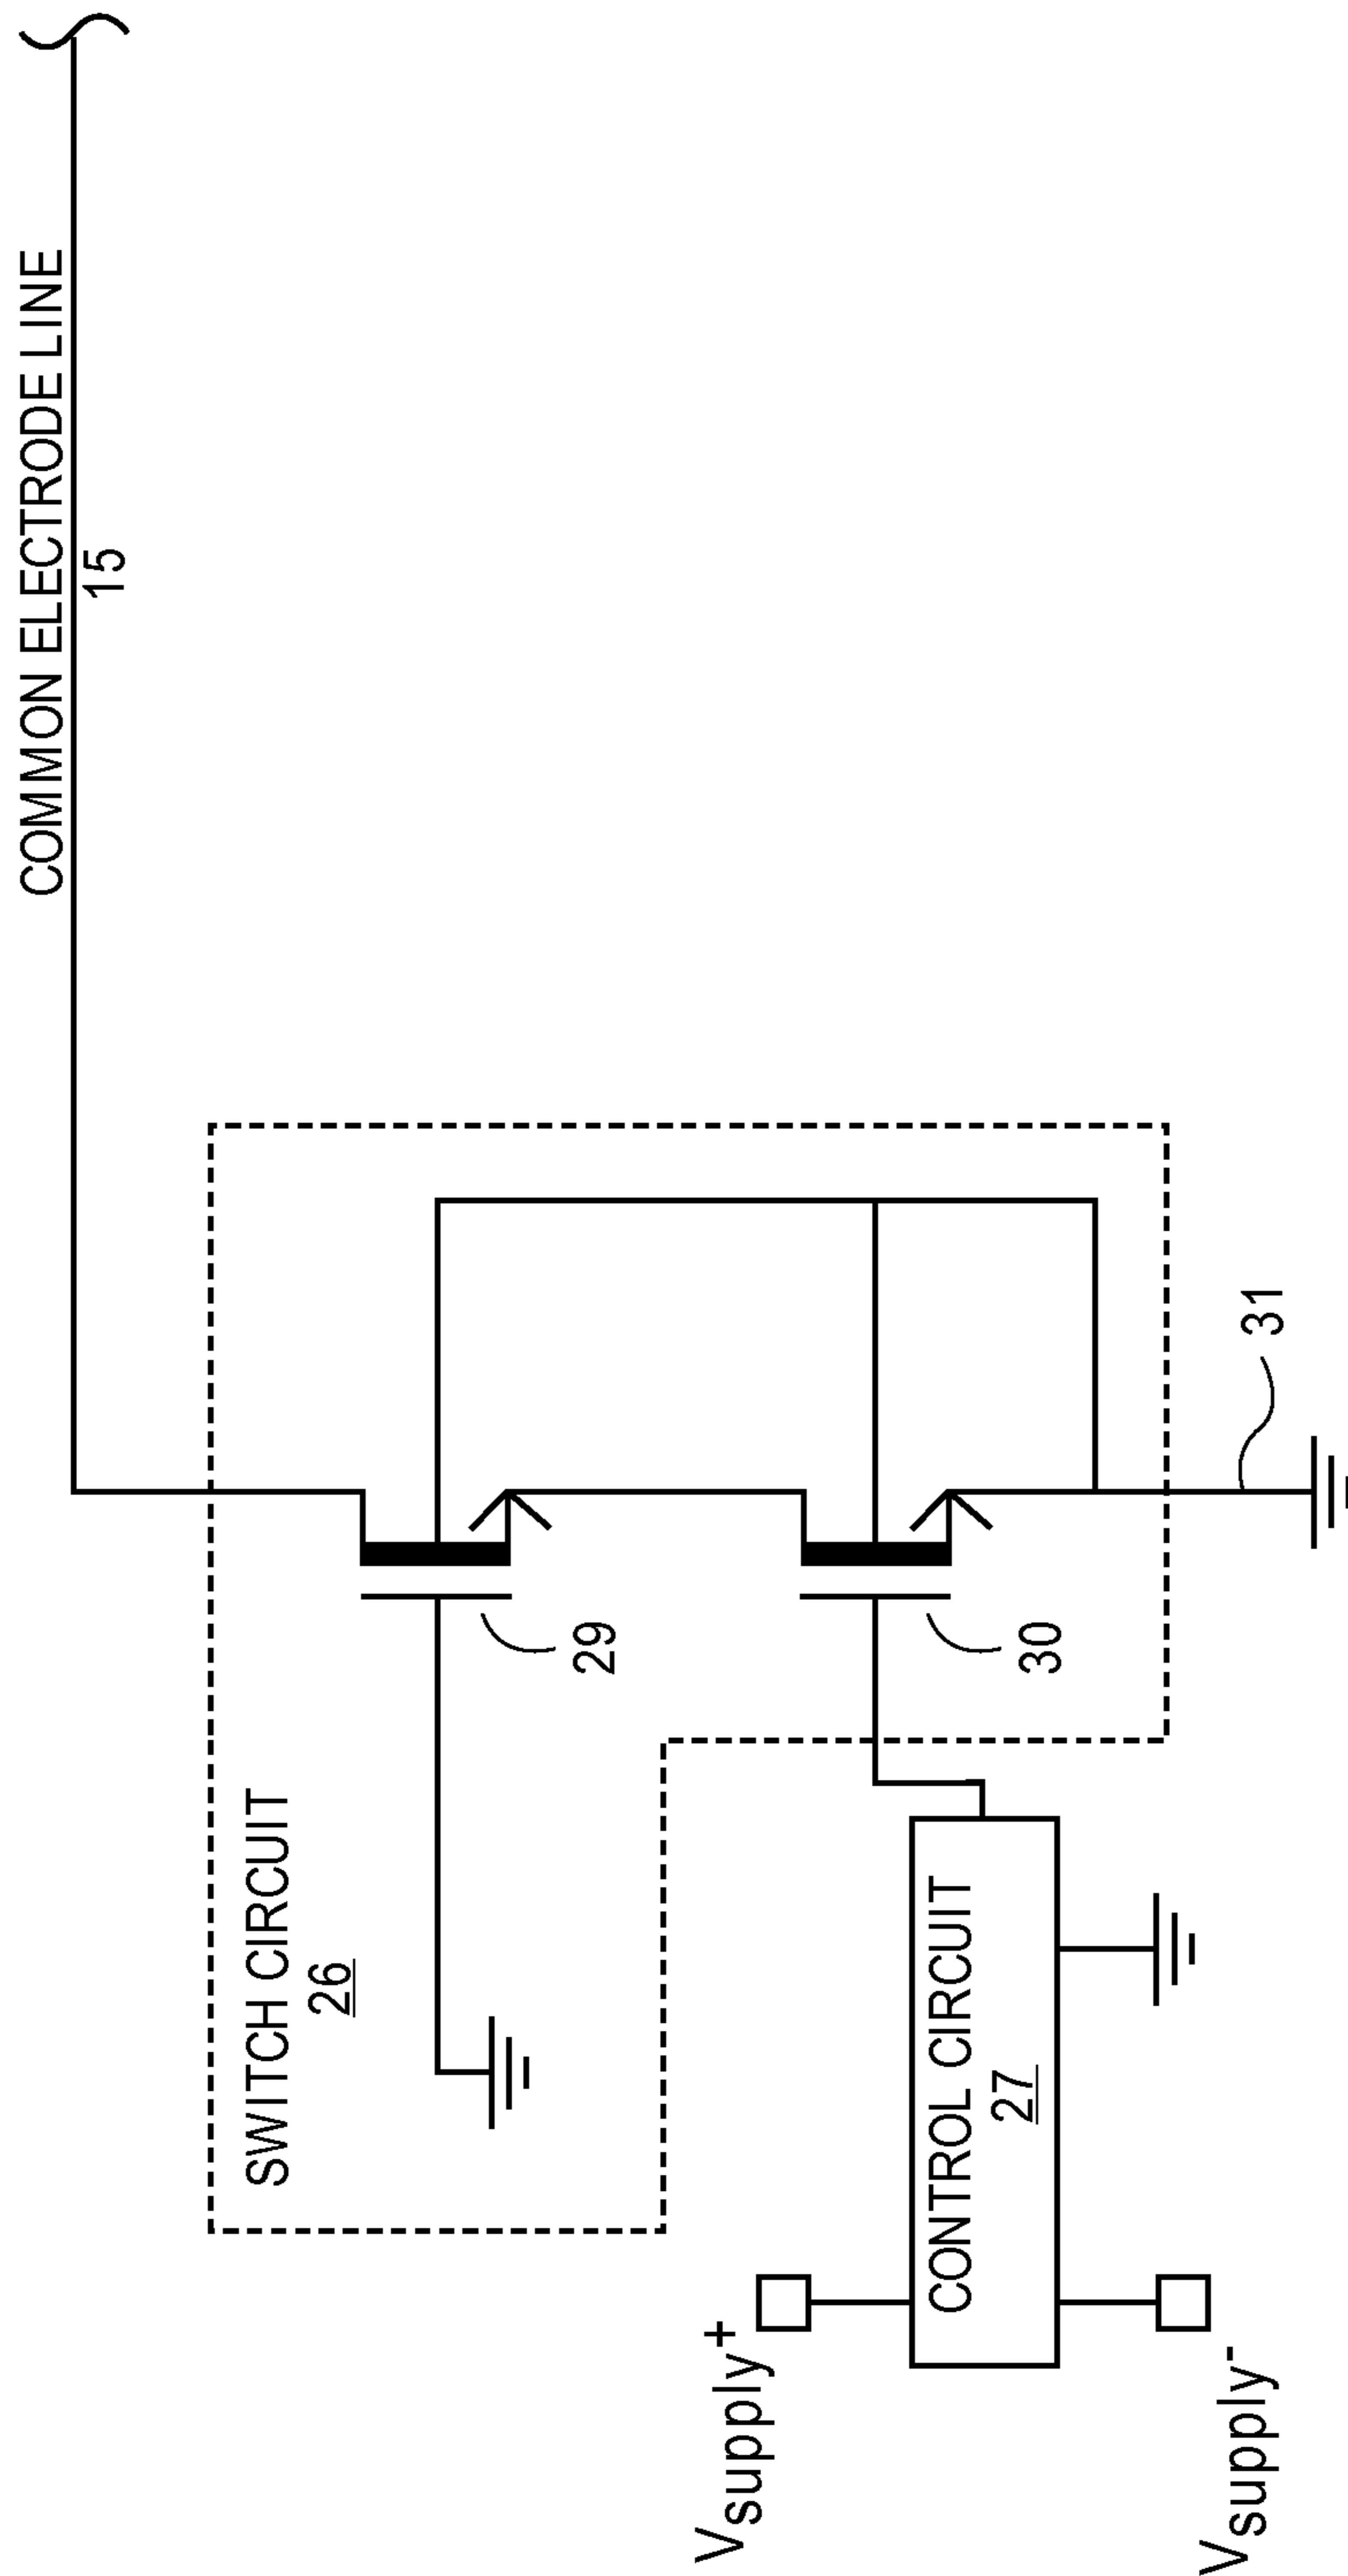 COMMON ELECTRODE LINE
15
SWITCH CIRCUIT
26
29
30
31
Vsupply+
CONTROL CIRCUIT
27
Vsupply-